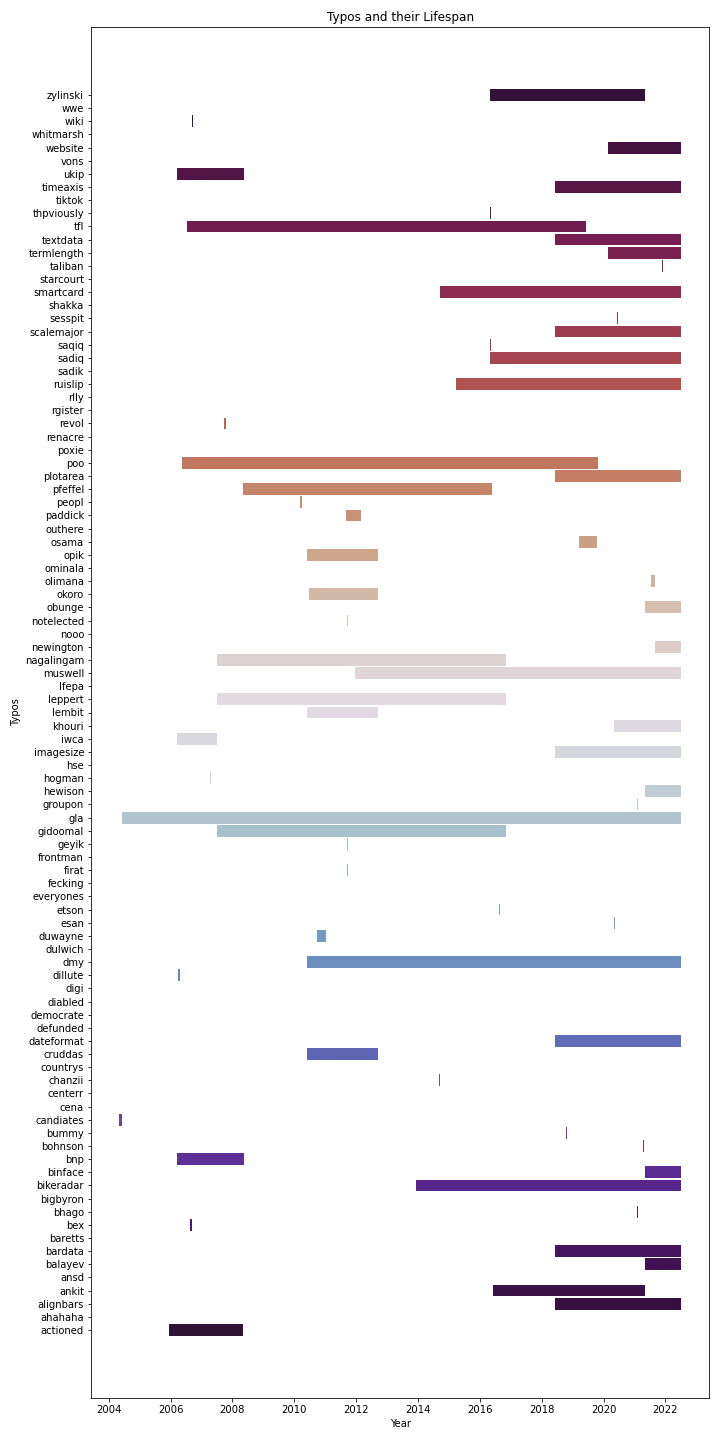 Typos and their Lifespan
zylinski
wwe
wiki
whitmarsh
website
vons
ukip
timeaxis
tiktok
thpviously
tfl
textdata
termlength
taliban
starcourt
smartcard
shakka
sesspit
scalemajor
saqiq
sadiq
sadik
ruislip
rlly
rgister
revol
renacre
poxie
poo
plotarea
pfeffel
peopl
paddick
outhere
osama
opik
ominala
olimana
okoro
obunge
notelected
nooo
newington
nagalingam
muswell
lfepa
leppert
lembit
khouri
iwca
imagesize
hse
hogman
hewison
groupon
gla
gidoomal
geyik
frontman
firat
fecking
everyones
etson
esan
duwayne
dulwich
dmy
dillute
digi
diabled
democrate
defunded
dateformat
cruddas
countrys
chanzii
centerr
cena
candiates
bummy
bohnson
bnp
binface
bikeradar
bigbyron
bhago
bex
baretts
bardata
balayev
ansd
ankit
alignbars
ahahaha
actioned
Typos
2004 2006 2008 2010 2012 2014 2016 2018 2020 2022
Year